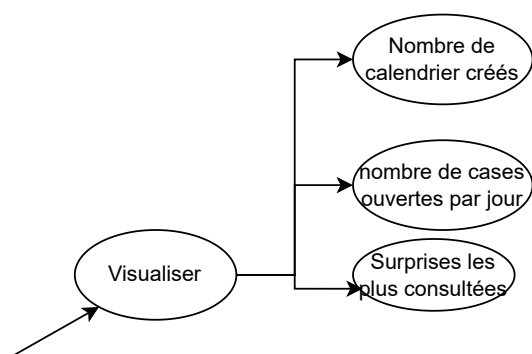 Nombre de
calendrier créés
nombre de cases
ouvertes par jour
Visualiser
Surprises les
plus consultées